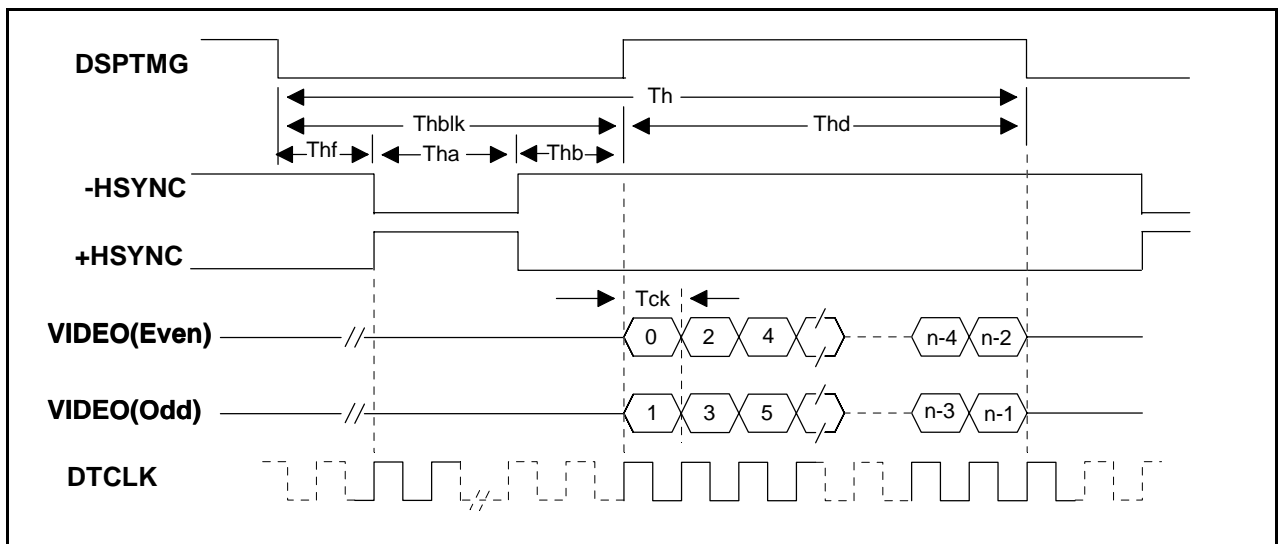 DSPTMG
Th
Thblk Thd
Thf Tha Thb
-HSYNC
+HSYNC
Tck
VIDEO(Even) 0 2 4 n-4 n-2
VIDEO(Odd) 1 3 5 n-3 n-1
DTCLK